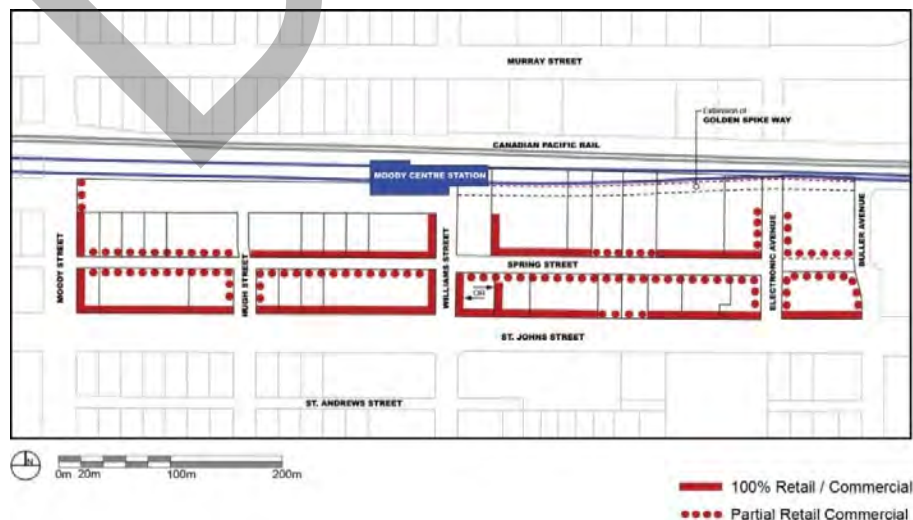 MURRAY STREET
Extension of
GOLDEN SPIKE WAY
CANADIAN PACIFIC RAIL
MOODY CENTRE STATION
MOODY STREET
HUGH STREET
WILLIAMS STREET
SPRING STREET
ELECTRONIC AVENUE
BULLER AVENUE
OR
ST. JOHNS STREET
ST. ANDREWS STREET
N
0m 20m 100m 200m
100% Retail / Commercial
Partial Retail Commercial